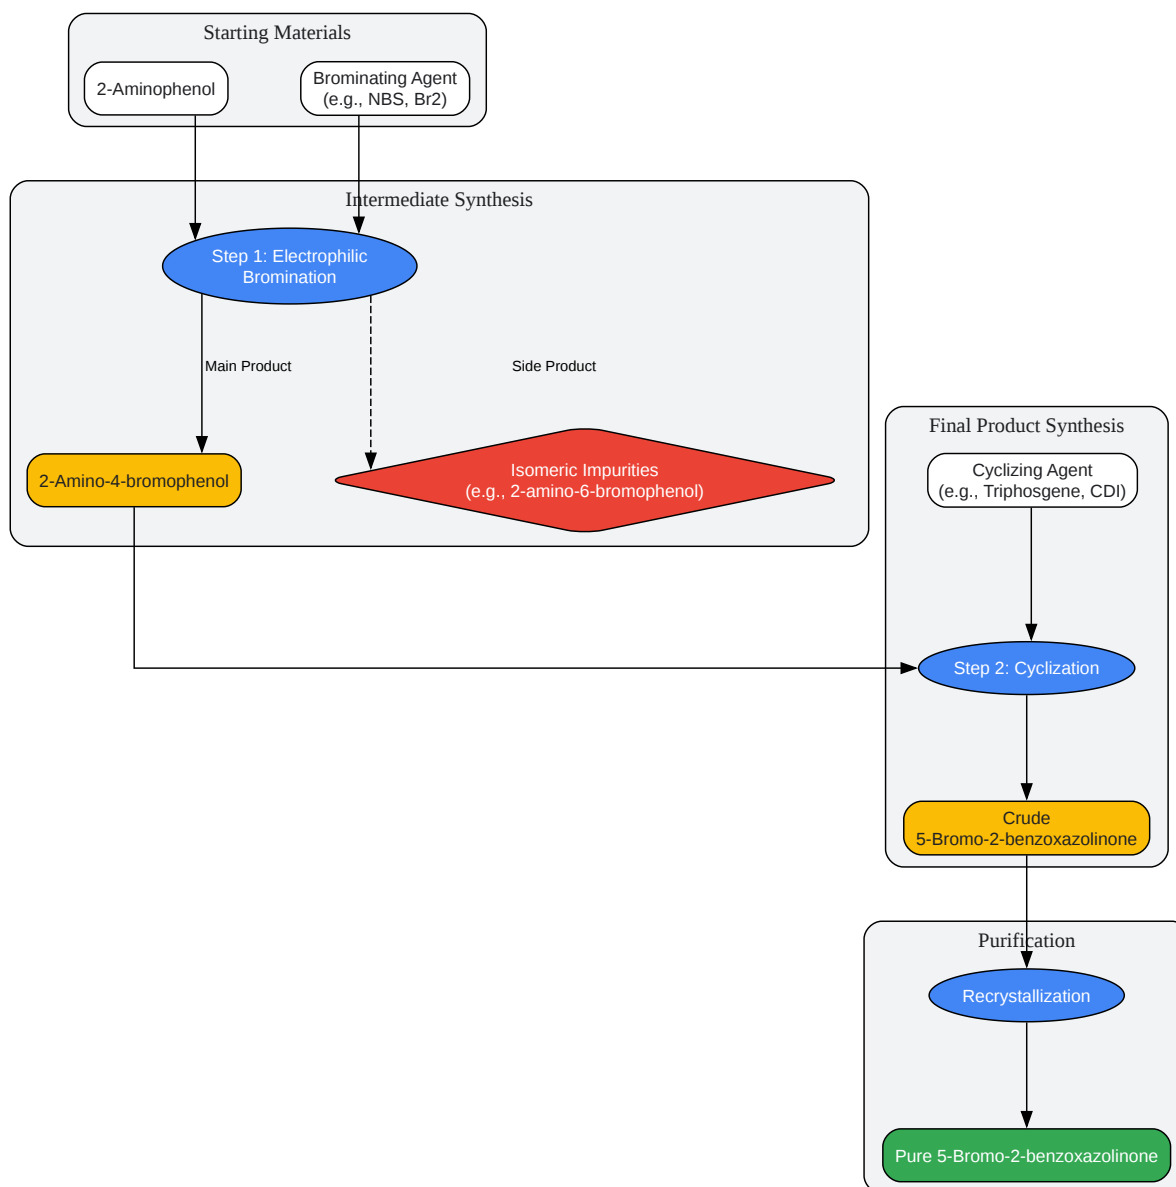 Starting Materials
2-Aminophenol
Brominating Agent
(e.g., NBS, Br2)
Intermediate Synthesis
Step 1: Electrophilic
Bromination
Main Product
Side Product
2-Amino-4-bromophenol
Isomeric Impurities
(e.g., 2-amino-6-bromophenol)
Final Product Synthesis
Cyclizing Agent
(e.g., Triphosgene, CDI)
Step 2: Cyclization
Crude
5-Bromo-2-benzoxazolinone
Purification
Recrystallization
Pure 5-Bromo-2-benzoxazolinone